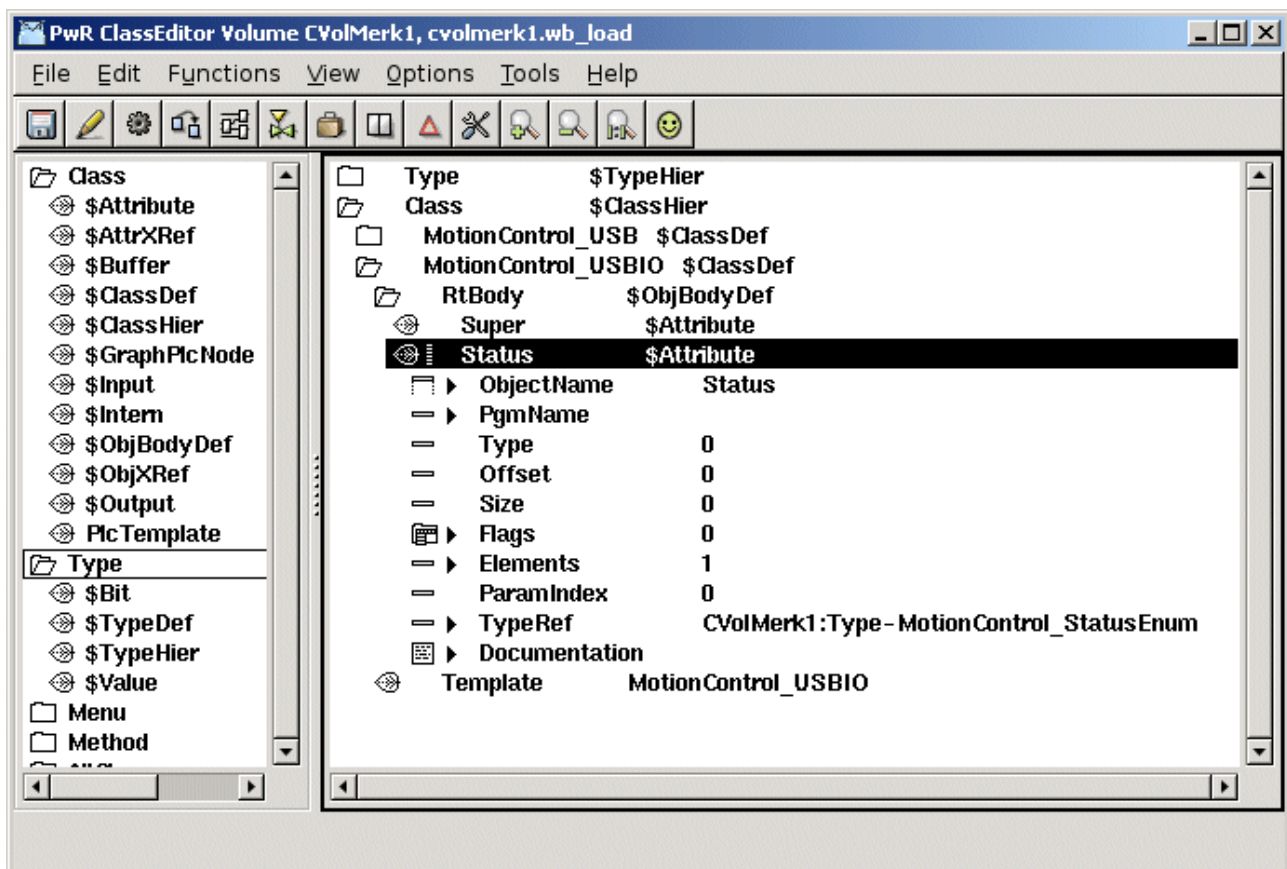 PwR ClassEditor Volume CVolMerk1, cvolmerk1.wb_load
File Edit Functions View Options Tools Help
Class
$Attribute
$AttrXRef
$Buffer
$ClassDef
$ClassHier
$GraphPlcNode
$Input
$Intern
$ObjBodyDef
$ObjXRef
$Output
PlcTemplate
Type
$Bit
$TypeDef
$TypeHier
$Value
Menu
Method
Type $TypeHier
Class $ClassHier
MotionControl_USB $ClassDef
MotionControl_USBIO $ClassDef
RtBody $ObjBodyDef
Super $Attribute
Status $Attribute
ObjectName Status
PgmName
Type 0
Offset 0
Size 0
Flags 0
Elements 1
ParamIndex 0
TypeRef CVolMerk1:Type-MotionControl_StatusEnum
Documentation
Template MotionControl_USBIO